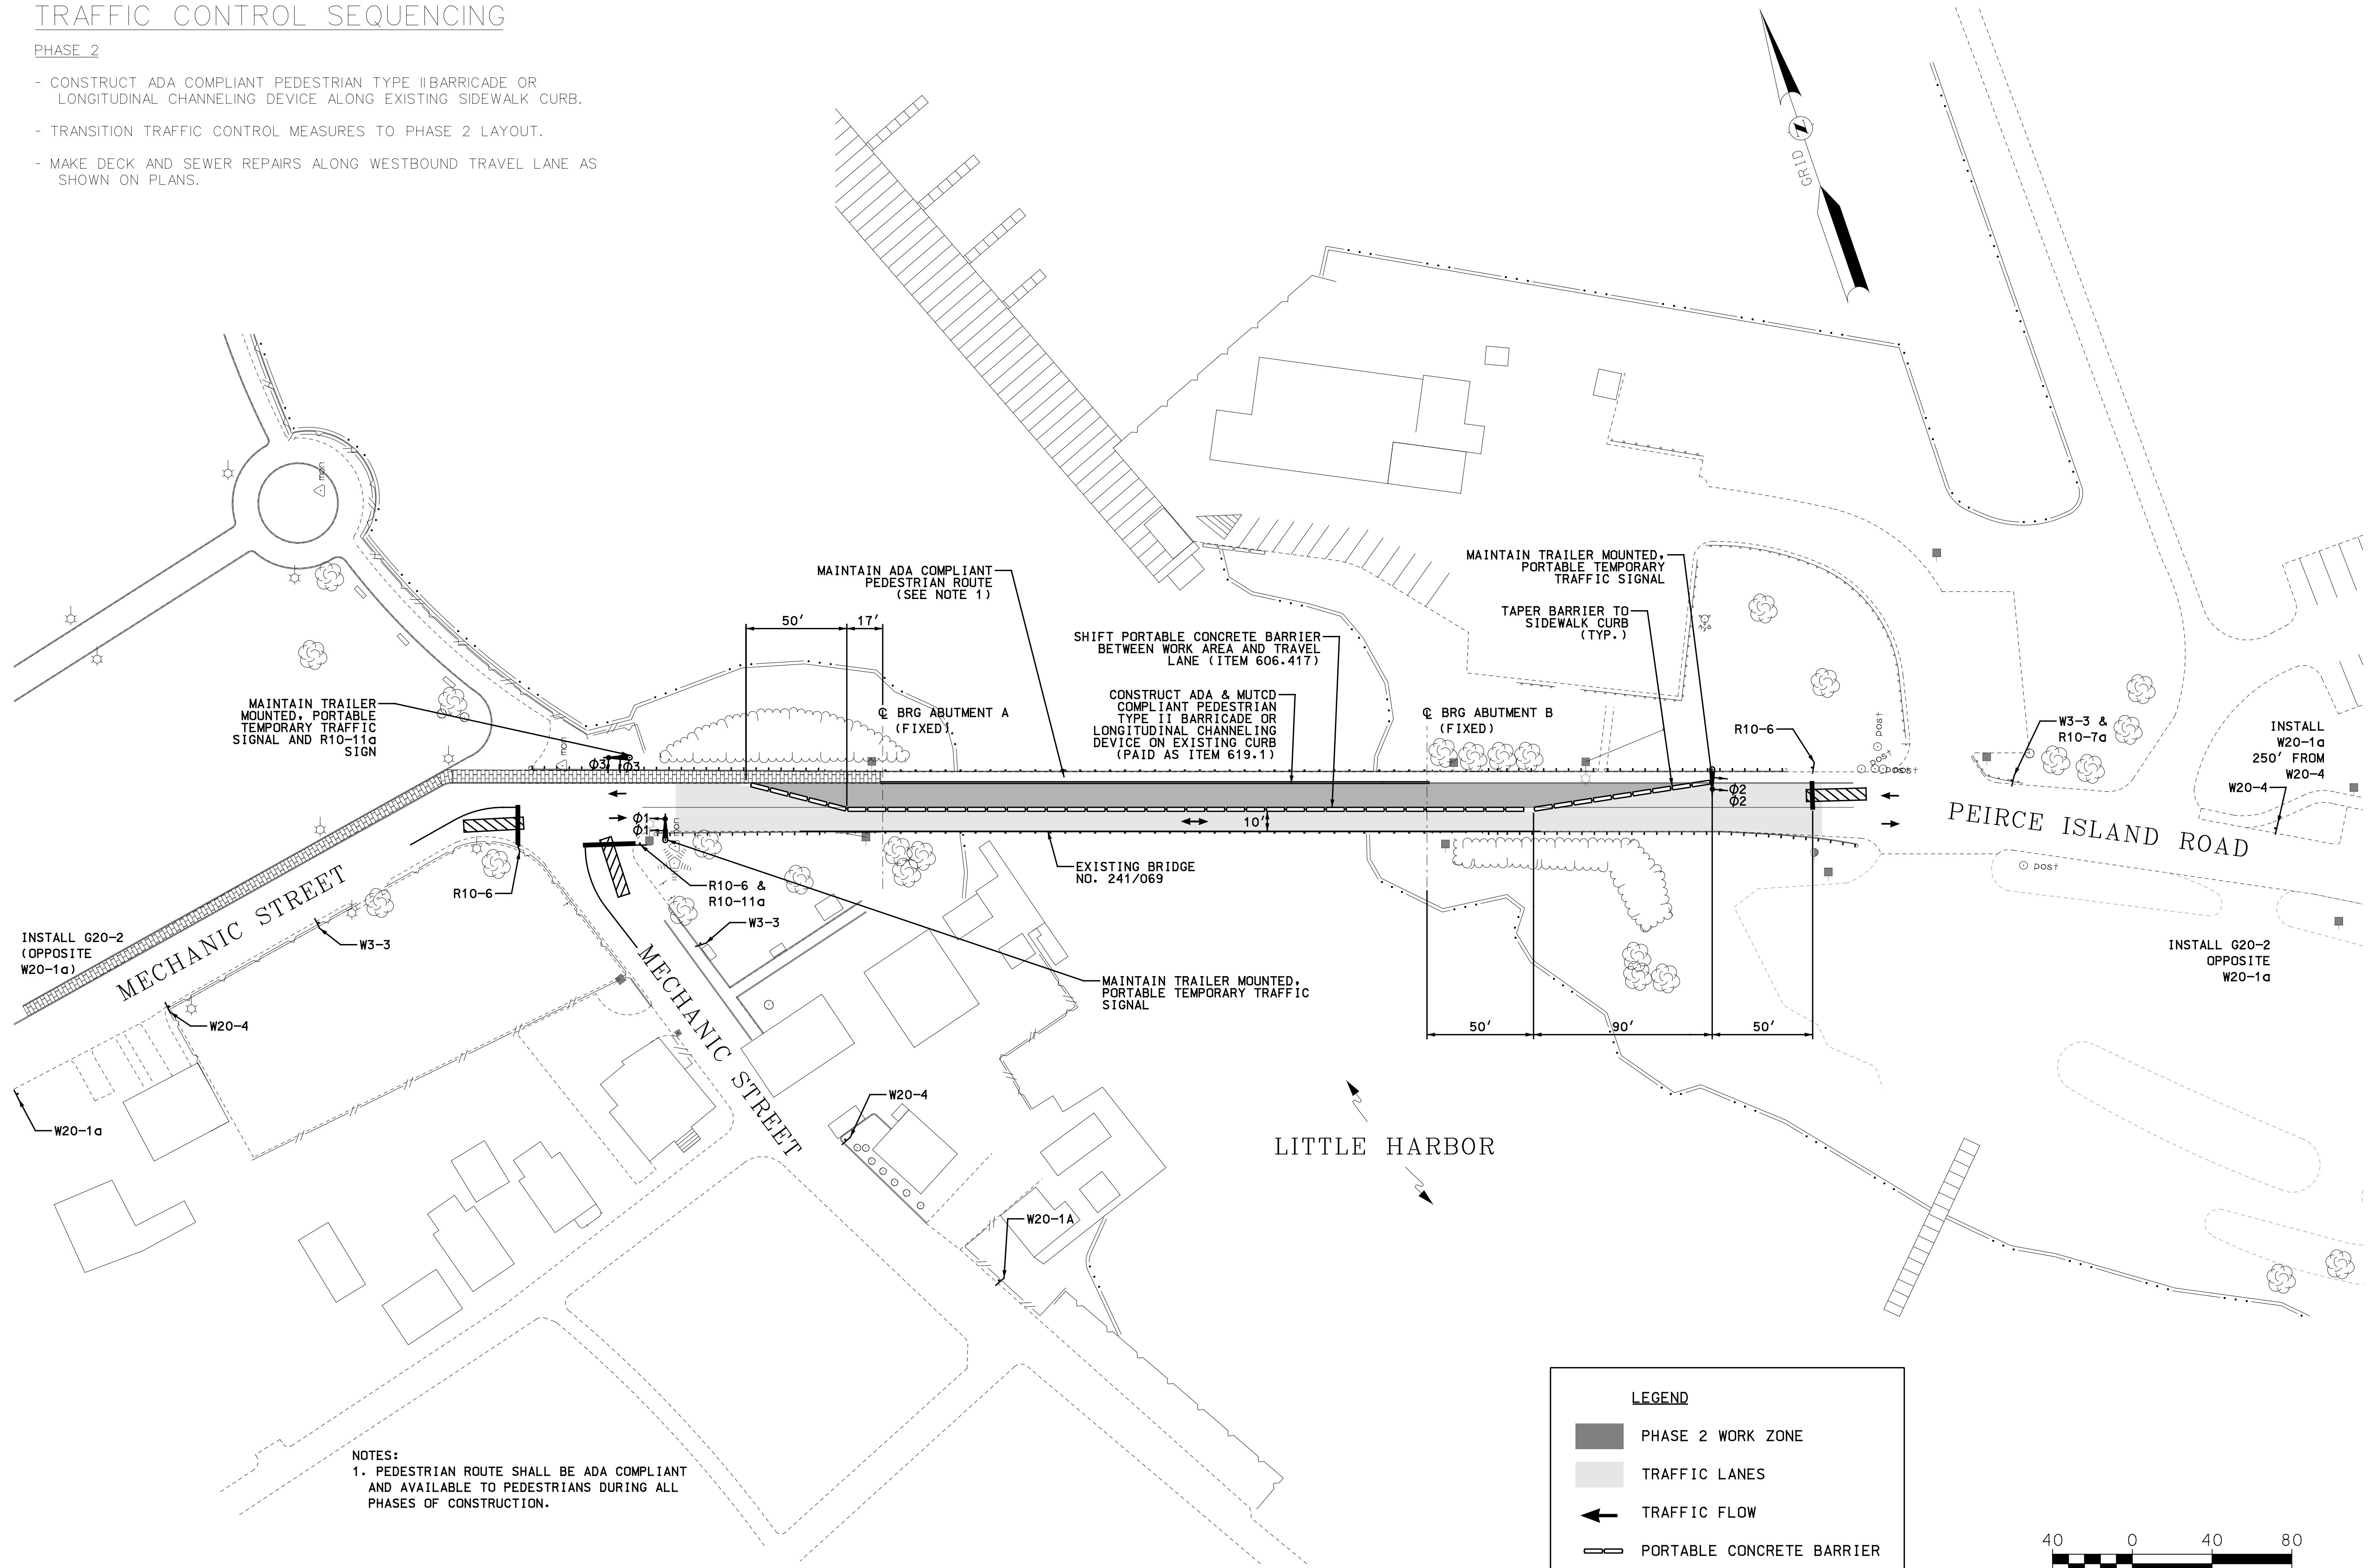 TRAFFIC CONTROL SEQUENCING
PHASE 2
- CONSTRUCT ADA COMPLIANT PEDESTRIAN TYPE II BARRICADE OR
LONGITUDINAL CHANNELING DEVICE ALONG EXISTING SIDEWALK CURB.
- TRANSITION TRAFFIC CONTROL MEASURES TO PHASE 2 LAYOUT.
- MAKE DECK AND SEWER REPAIRS ALONG WESTBOUND TRAVEL LANE AS
SHOWN ON PLANS.
GRID
mon
MAINTAIN ADA COMPLIANT
PEDESTRIAN ROUTE
(SEE NOTE 1)
MAINTAIN TRAILER MOUNTED,
PORTABLE TEMPORARY
TRAFFIC SIGNAL
TAPER BARRIER TO
SIDEWALK CURB
(TYP.)
50'
17'
SHIFT PORTABLE CONCRETE BARRIER
BETWEEN WORK AREA AND TRAVEL
LANE (ITEM 606.417)
CONSTRUCT ADA & MUTCD
COMPLIANT PEDESTRIAN
TYPE II BARRICADE OR
LONGITUDINAL CHANNELING
DEVICE ON EXISTING CURB
(PAID AS ITEM 619.1)
MAINTAIN TRAILER
MOUNTED, PORTABLE
TEMPORARY TRAFFIC
SIGNAL AND R10-11a
SIGN
℄ BRG ABUTMENT A
(FIXED)
℄ BRG ABUTMENT B
(FIXED)
R10-6
post
post
post
W3-3 &
R10-7a
INSTALL
W20-1a
250' FROM
W20-4
W20-4
mon
Φ3
Φ3
Φ2
Φ2
Φ1
Φ1
mon
10'
PEIRCE ISLAND ROAD
post
EXISTING BRIDGE
NO. 241/069
R10-6
R10-6 &
R10-11a
W3-3
W3-3
MECHANIC STREET
INSTALL G20-2
(OPPOSITE
W20-1a)
INSTALL G20-2
OPPOSITE
W20-1a
MECHANIC STREET
MAINTAIN TRAILER MOUNTED,
PORTABLE TEMPORARY TRAFFIC
SIGNAL
W20-4
50'
90'
50'
W20-4
W20-1a
LITTLE HARBOR
W20-1A
LEGEND
PHASE 2 WORK ZONE
TRAFFIC LANES
TRAFFIC FLOW
PORTABLE CONCRETE BARRIER
NOTES:
1. PEDESTRIAN ROUTE SHALL BE ADA COMPLIANT
AND AVAILABLE TO PEDESTRIANS DURING ALL
PHASES OF CONSTRUCTION.
40 0 40 80